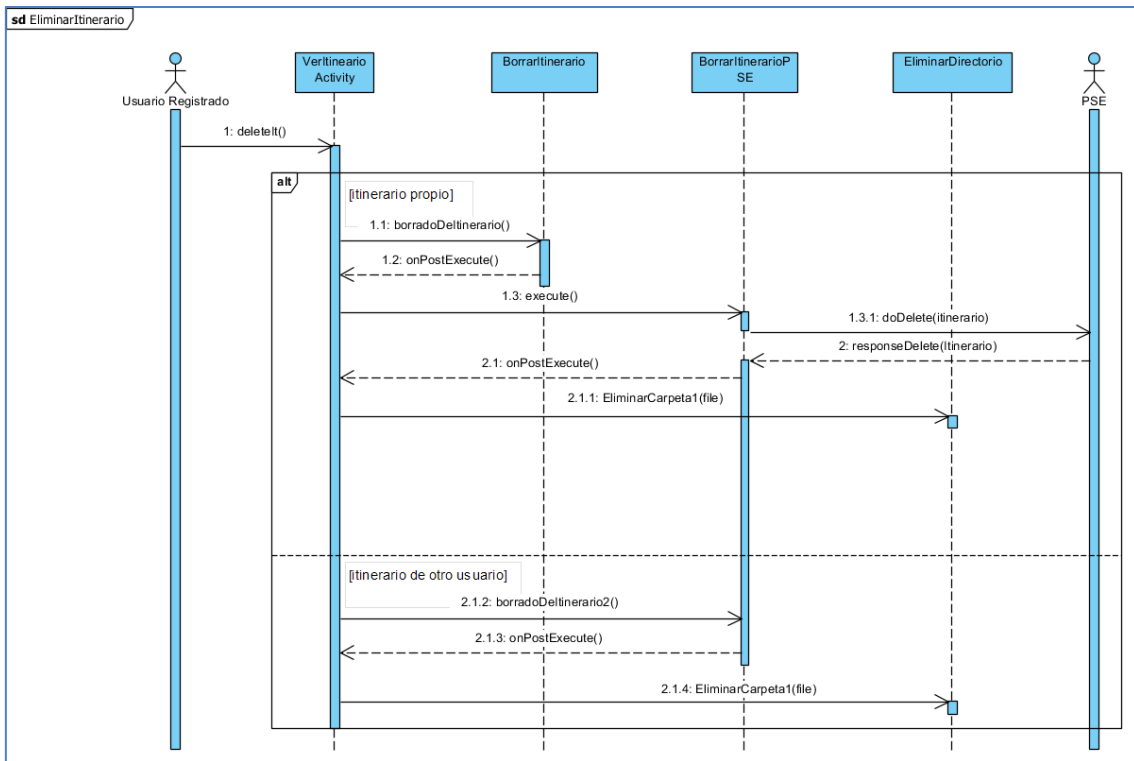 sd EliminarItinerario
Usuario Registrado
VerItineario
Activity
BorrarItinerario
BorrarItinerarioP
SE
EliminarDirectorio
PSE
1: deleteIt()
alt
[itinerario propio]
1.1: borradoDeItinerario()
1.2: onPostExecute()
1.3: execute()
1.3.1: doDelete(itinerario)
2: responseDelete(Itinerario)
2.1: onPostExecute()
2.1.1: EliminarCarpeta1(file)
[itinerario de otro usuario]
2.1.2: borradoDeItinerario2()
2.1.3: onPostExecute()
2.1.4: EliminarCarpeta1(file)